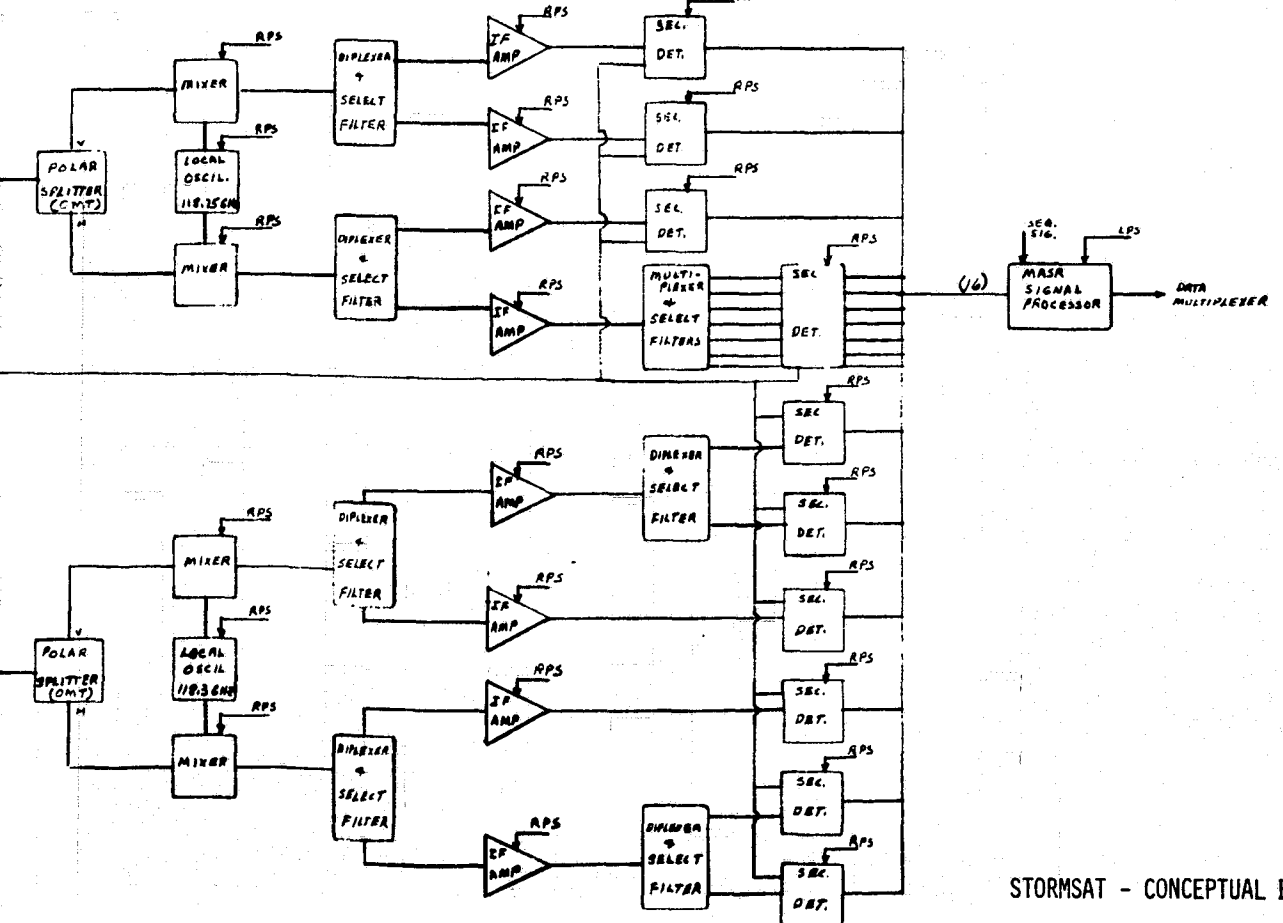 RPS
SEC.
DET.
IF
AMP
RPS
DIPLEXER
&
SELECT
FILTER
MIXER
RPS
SEC.
DET.
RPS
IF
AMP
V
POLAR
SPLITTER
(OMT)
H
RPS
LOCAL
OSCIL.
RPS
IF
AMP
RPS
SEC.
DET.
RPS
MIXER
DIPLEXER
&
SELECT
FILTER
RPS
IF
AMP
MULTI-
PLEXER
&
SELECT
FILTERS
RPS
SEC
DET.
(16)
SEQ.
SIG.
LPS
MASR
SIGNAL
PROCESSOR
DATA
MULTIPLEXER
RPS
SEC
DET.
RPS
IF
AMP
DIPLEXER
&
SELECT
FILTER
RPS
SEC.
DET.
RPS
MIXER
DIPLEXER
&
SELECT
FILTER
RPS
IF
AMP
RPS
SEC.
DET.
V
POLAR
SPLITTER
(OMT)
H
RPS
LOCAL
OSCIL
118.3GHZ
RPS
MIXER
RPS
IF
AMP
RPS
SEC.
DET.
DIPLEXER
&
SELECT
FILTER
RPS
SEC.
DET.
RPS
IF
AMP
DIPLEXER
&
SELECT
FILTER
RPS
SEC.
DET.
STORMSAT - CONCEPTUAL